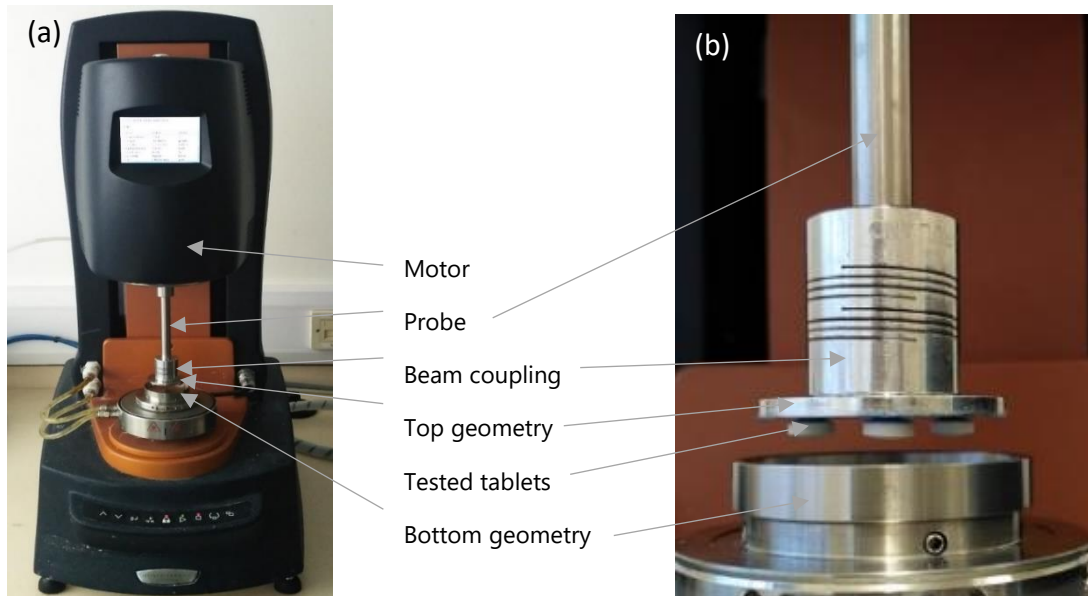 (a)
(b)
Motor
Probe
Beam coupling
Top geometry
Tested tablets
Bottom geometry